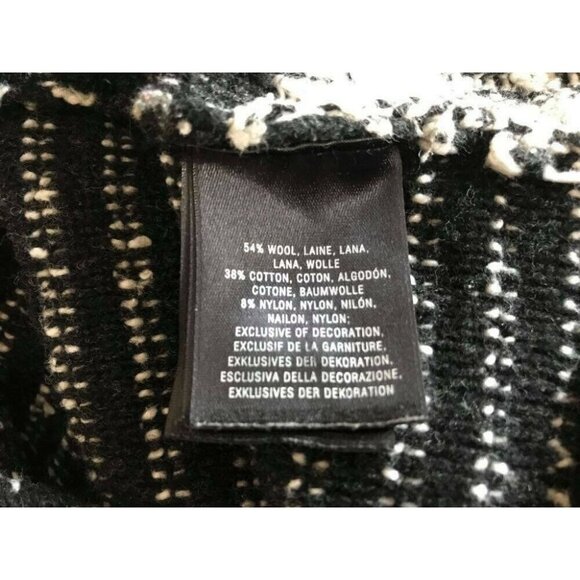 54% WOOL, LAINE, LANA,
LANA, WOLLE
38% COTTON, COTON, ALGODÓN,
COTONE, BAUMWOLLE
8% NYLON, NYLON, NILÓN,
NAILON, NYLON:
EXCLUSIVE OF DECORATION,
EXCLUSIF DE LA GARNITURE,
EXKLUSIVES DER DEKORATION,
ESCLUSIVA DELLA DECORAZIONE,
EXKLUSIVES DER DEKORATION